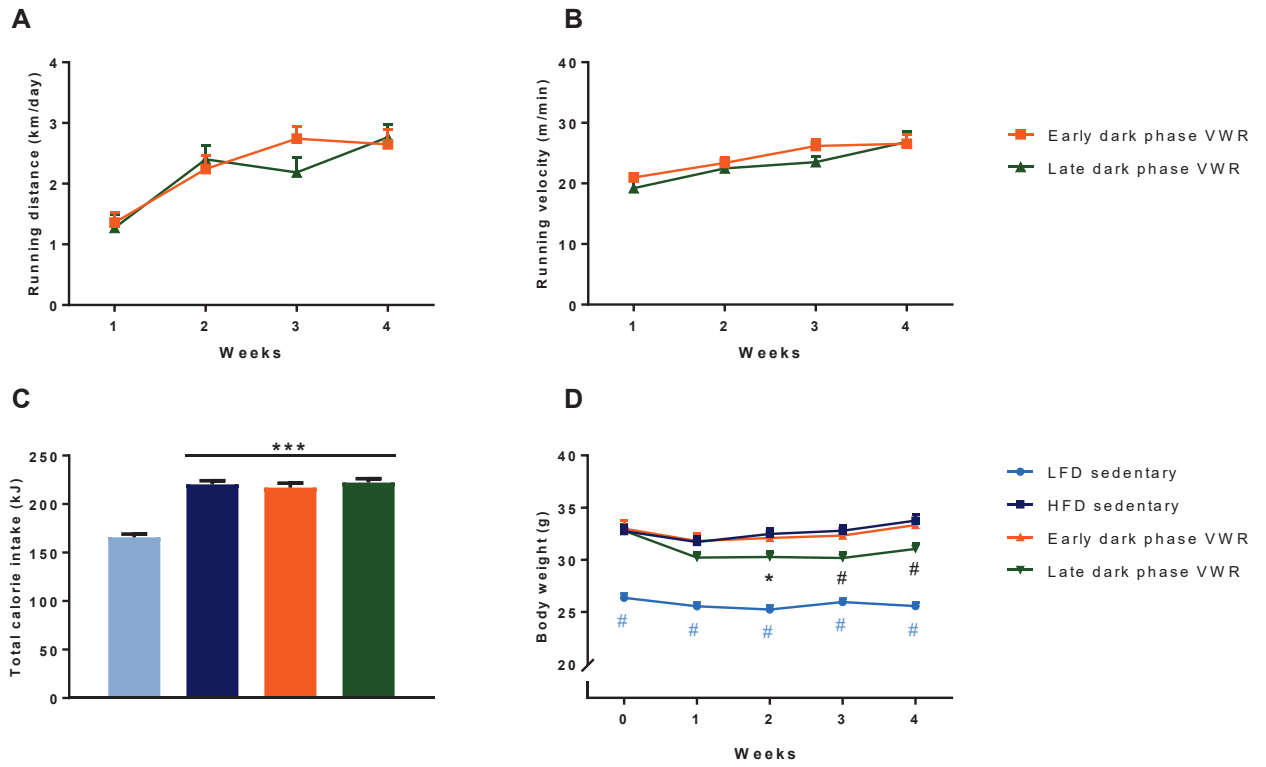 A
Running distance (km/day)
4
3
2
1
0
1 2 3 4
Weeks
B
Running velocity (m/min)
40
30
20
10
0
1 2 3 4
Weeks
Early dark phase VWR
Late dark phase VWR
C
Total calorie intake (kJ)
250
200
150
100
50
0
***
D
Body weight (g)
40
35
30
25
20
* # #
# # # # #
0 1 2 3 4
Weeks
LFD sedentary
HFD sedentary
Early dark phase VWR
Late dark phase VWR